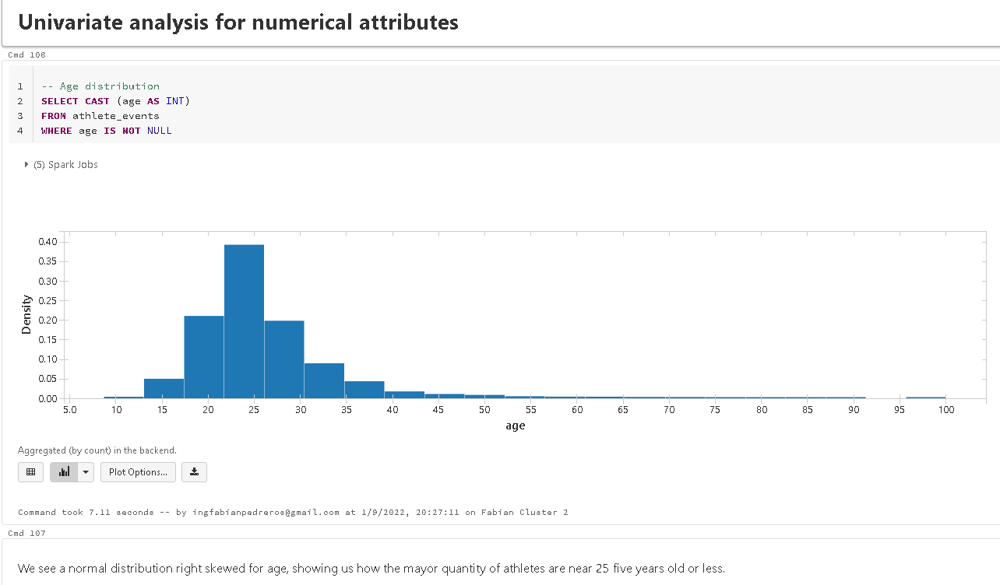 Univariate analysis for numerical attributes
Cmd 106
1 -- Age distribution
2 SELECT CAST (age AS INT)
3 FROM athlete_events
4 WHERE age IS NOT NULL
(5) Spark Jobs
0.40
0.35
0.30
0.25
0.20
0.15
0.10
0.05
0.00
Density
5.0 10 15 20 25 30 35 40 45 50 55 60 65 70 75 80 85 90 95 100
age
Aggregated (by count) in the backend.
Plot Options...
Command took 7.11 seconds -- by ingfabianpedreros@gmail.com at 1/9/2022, 20:27:11 on Fabian Cluster 2
Cmd 107
We see a normal distribution right skewed for age, showing us how the mayor quantity of athletes are near 25 five years old or less.